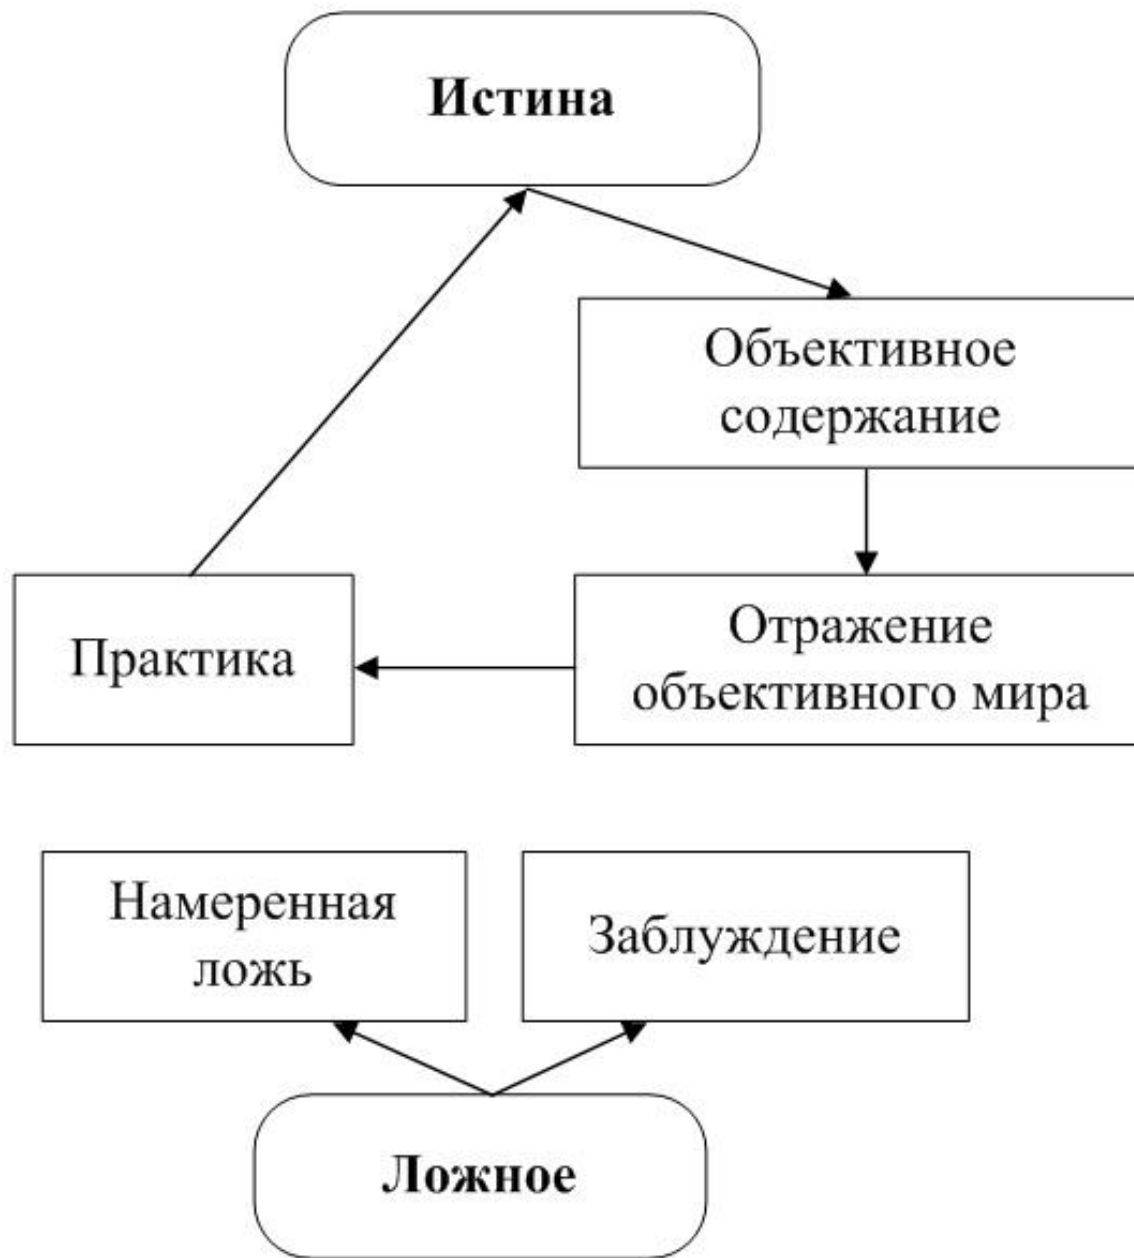 Истина
Объективное
содержание
Практика
Отражение
объективного мира
Намеренная
ложь
Заблуждение
Ложное